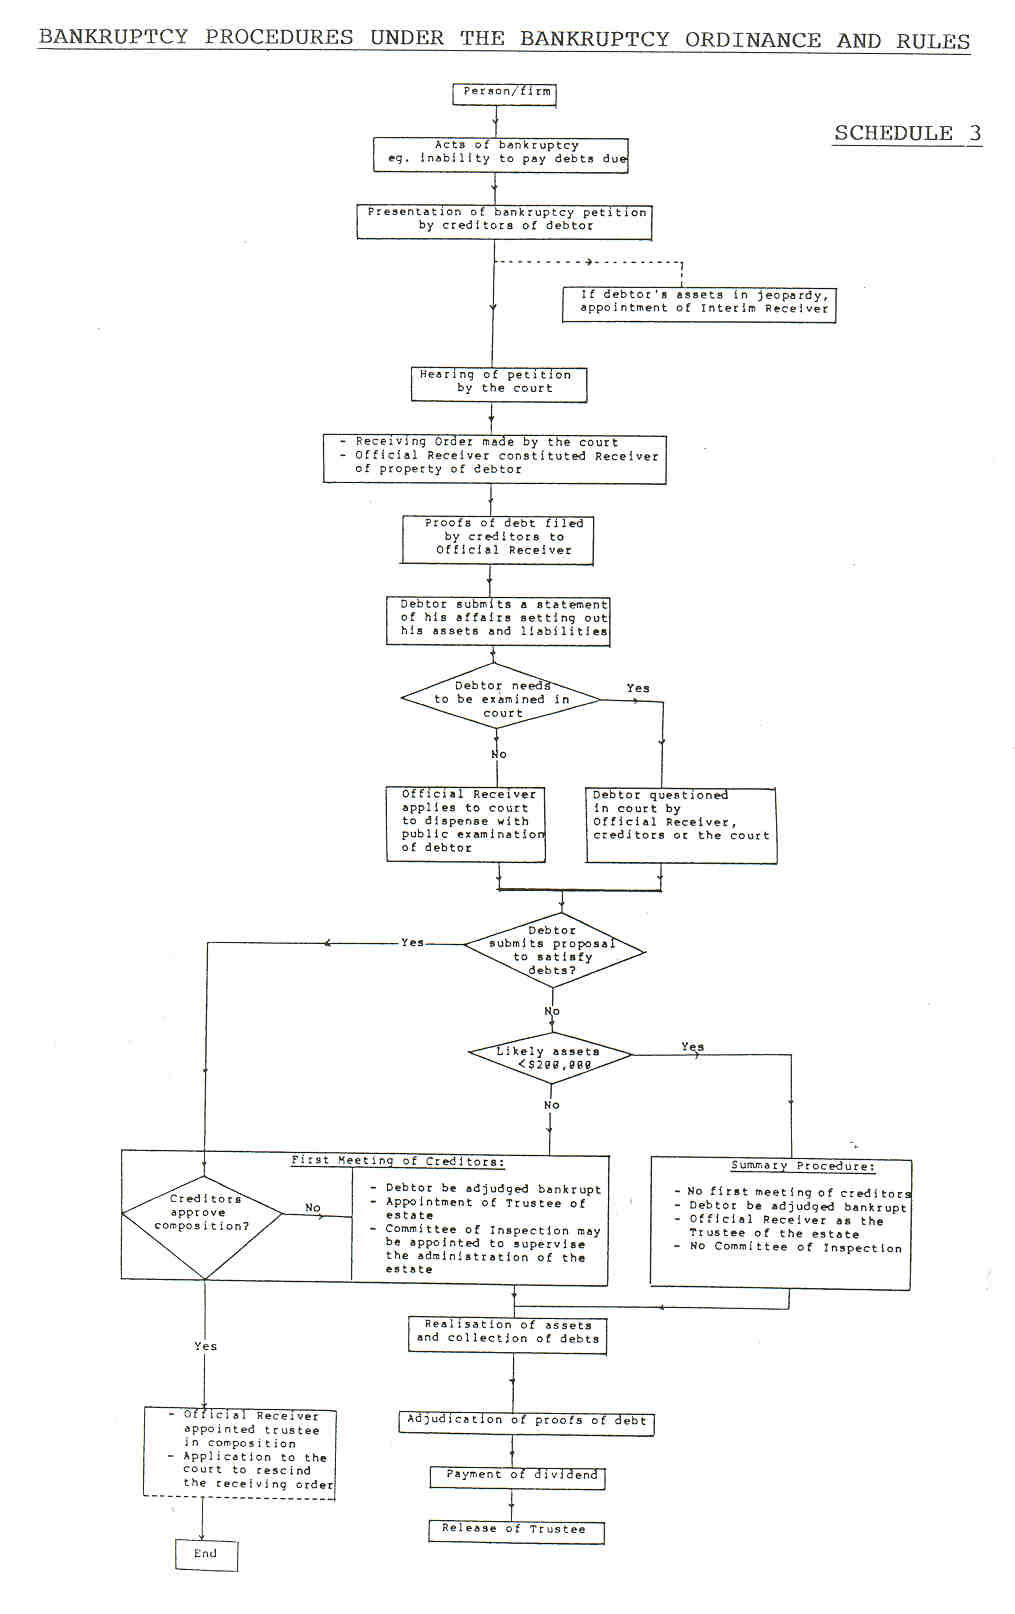 BANKRUPTCY PROCEDURES UNDER THE BANKRUPTCY ORDINANCE AND RULES
SCHEDULE 3
Person/firm
Acts of bankruptcy
eg. inability to pay debts due
Presentation of bankruptcy petition
by creditors of debtor
If debtor's assets in jeopardy,
appointment of Interim Receiver
Hearing of petition
by the court
- Receiving Order made by the court
- Official Receiver constituted Receiver
of property of debtor
Proofs of debt filed
by creditors to
Official Receiver
Debtor submits a statement
of his affairs setting out
his assets and liabilities
Debtor needs
to be examined in
court
Yes
No
Official Receiver
applies to court
to dispense with
public examination
of debtor
Debtor questioned
in court by
Official Receiver,
creditors or the court
Debtor
submits proposal
to satisfy
debts?
Yes
No
Likely assets
<$200,000
Yes
No
First Meeting of Creditors:
Creditors
approve
composition?
No
- Debtor be adjudged bankrupt
- Appointment of Trustee of
estate
- Committee of Inspection may
be appointed to supervise
the administration of the
estate
Summary Procedure:
- No first meeting of creditors
- Debtor be adjudged bankrupt
- Official Receiver as the
Trustee of the estate
- No Committee of Inspection
Yes
Realisation of assets
and collection of debts
- Official Receiver
appointed trustee
in composition
- Application to the
court to rescind
the receiving order
Adjudication of proofs of debt
Payment of dividend
Release of Trustee
End